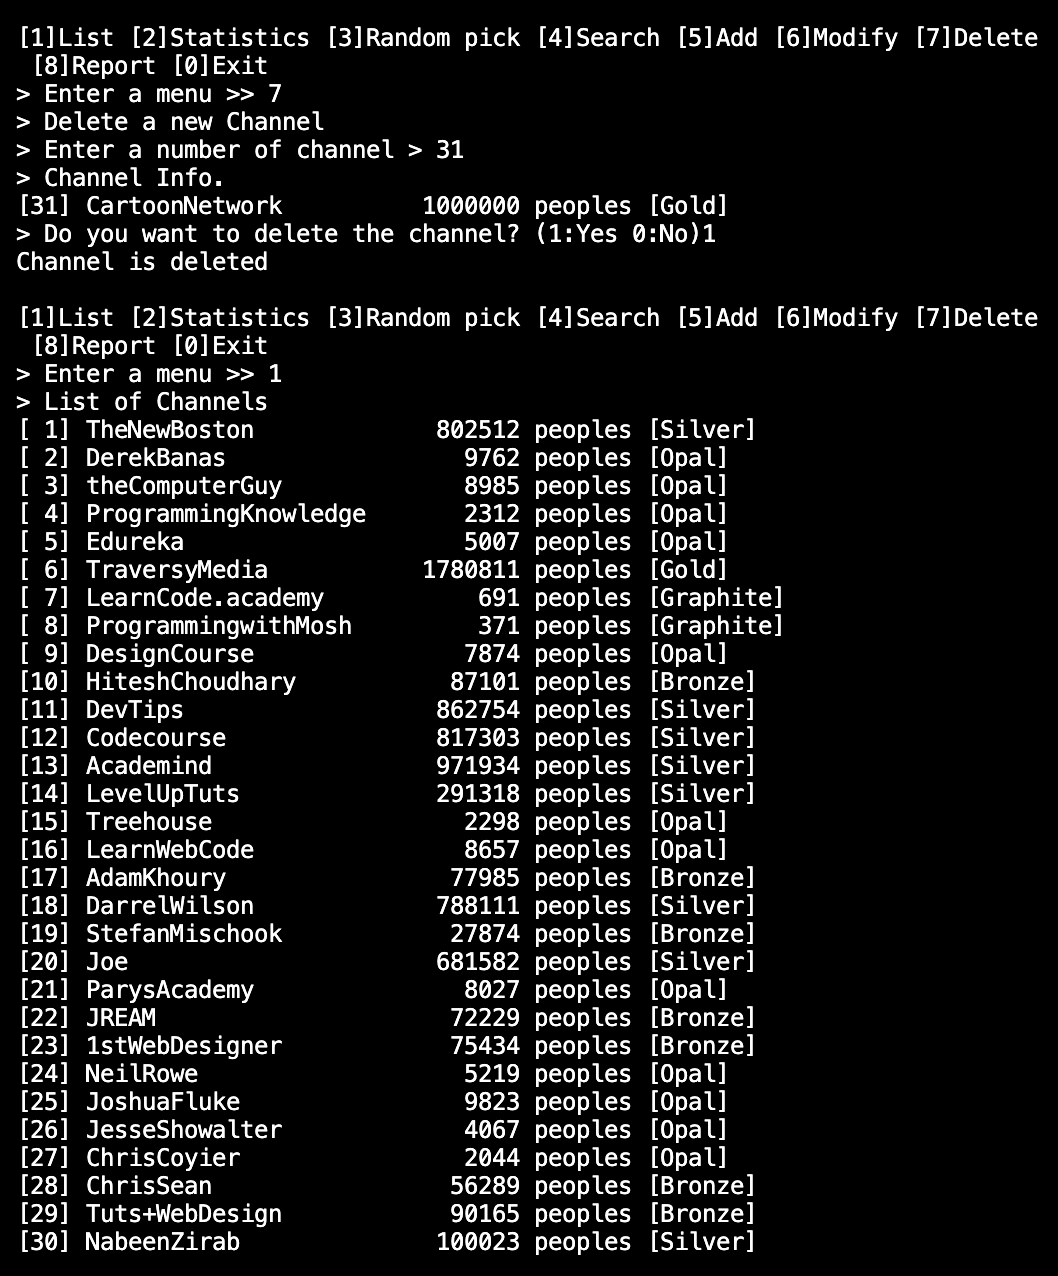 [1]List [2]Statistics [3]Random pick [4]Search [5]Add [6]Modify [7]Delete
[8]Report [0]Exit
> Enter a menu >> 7
> Delete a new Channel
> Enter a number of channel > 31
> Channel Info.
[31] CartoonNetwork          1000000 peoples [Gold]
> Do you want to delete the channel? (1:Yes 0:No)1
Channel is deleted
[1]List [2]Statistics [3]Random pick [4]Search [5]Add [6]Modify [7]Delete
[8]Report [0]Exit
> Enter a menu >> 1
> List of Channels
[ 1] TheNewBoston             802512 peoples [Silver]
[ 2] DerekBanas                 9762 peoples [Opal]
[ 3] theComputerGuy             8985 peoples [Opal]
[ 4] ProgrammingKnowledge       2312 peoples [Opal]
[ 5] Edureka                    5007 peoples [Opal]
[ 6] TraversyMedia           1780811 peoples [Gold]
[ 7] LearnCode.academy           691 peoples [Graphite]
[ 8] ProgrammingwithMosh         371 peoples [Graphite]
[ 9] DesignCourse               7874 peoples [Opal]
[10] HiteshChoudhary           87101 peoples [Bronze]
[11] DevTips                  862754 peoples [Silver]
[12] Codecourse               817303 peoples [Silver]
[13] Academind                971934 peoples [Silver]
[14] LevelUpTuts              291318 peoples [Silver]
[15] Treehouse                  2298 peoples [Opal]
[16] LearnWebCode               8657 peoples [Opal]
[17] AdamKhoury                77985 peoples [Bronze]
[18] DarrelWilson             788111 peoples [Silver]
[19] StefanMischook            27874 peoples [Bronze]
[20] Joe                      681582 peoples [Silver]
[21] ParysAcademy               8027 peoples [Opal]
[22] JREAM                     72229 peoples [Bronze]
[23] 1stWebDesigner            75434 peoples [Bronze]
[24] NeilRowe                   5219 peoples [Opal]
[25] JoshuaFluke                9823 peoples [Opal]
[26] JesseShowalter             4067 peoples [Opal]
[27] ChrisCoyier                2044 peoples [Opal]
[28] ChrisSean                 56289 peoples [Bronze]
[29] Tuts+WebDesign            90165 peoples [Bronze]
[30] NabeenZirab              100023 peoples [Silver]